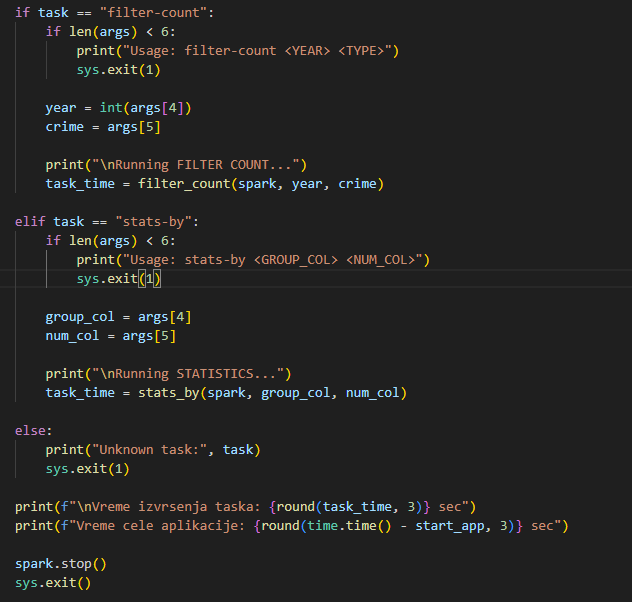 if task == "filter-count":
    if len(args) < 6:
        print("Usage: filter-count <YEAR> <TYPE>")
        sys.exit(1)

    year = int(args[4])
    crime = args[5]

    print("\nRunning FILTER COUNT...")
    task_time = filter_count(spark, year, crime)

elif task == "stats-by":
    if len(args) < 6:
        print("Usage: stats-by <GROUP_COL> <NUM_COL>")
        sys.exit(1)

    group_col = args[4]
    num_col = args[5]

    print("\nRunning STATISTICS...")
    task_time = stats_by(spark, group_col, num_col)

else:
    print("Unknown task:", task)
    sys.exit(1)

print(f"\nVreme izvrsenja taska: {round(task_time, 3)} sec")
print(f"Vreme cele aplikacije: {round(time.time() - start_app, 3)} sec")

spark.stop()
sys.exit()